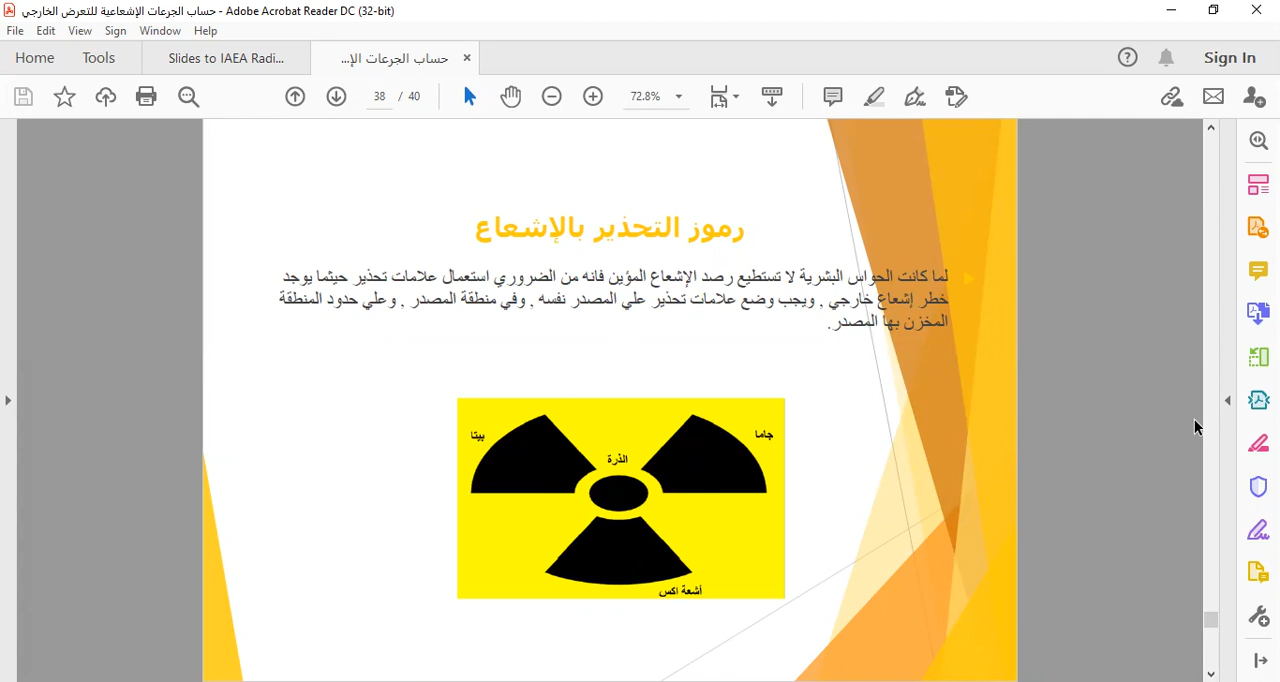 حساب الجرعات الإشعاعية للتعرض الخارجي - Adobe Acrobat Reader DC (32-bit)
File Edit View Sign Window Help
Home Tools Slides to IAEA Radi... حساب الجرعات الإ... × Sign In
38 / 40 72.8%
رموز التحذير بالإشعاع
لما كانت الحواس البشرية لا تستطيع رصد الإشعاع المؤين فانه من الضروري استعمال علامات تحذير حيثما يوجد
خطر إشعاع خارجي , ويجب وضع علامات تحذير علي المصدر نفسه , وفي منطقة المصدر , وعلي حدود المنطقة
المخزن بها المصدر.
جاما
بيتا
الذرة
أشعة اكس